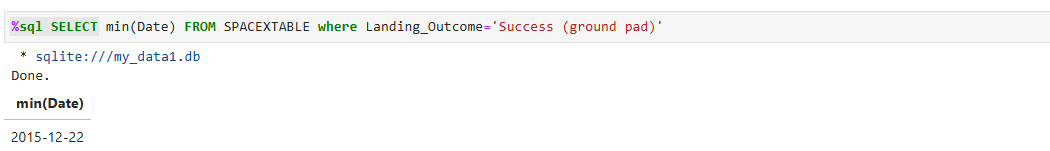 %sql SELECT min(Date) FROM SPACEXTABLE where Landing_Outcome='Success (ground pad)'
* sqlite:///my_data1.db
Done.
min(Date)
2015-12-22